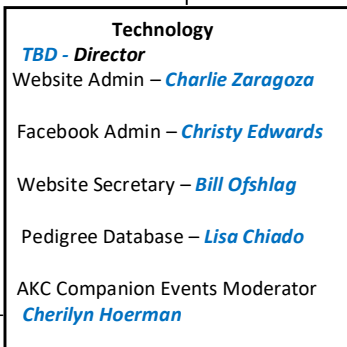 Technology
TBD - Director
Website Admin – Charlie Zaragoza
Facebook Admin – Christy Edwards
Website Secretary – Bill Ofshlag
Pedigree Database – Lisa Chiado
AKC Companion Events Moderator
Cherilyn Hoerman